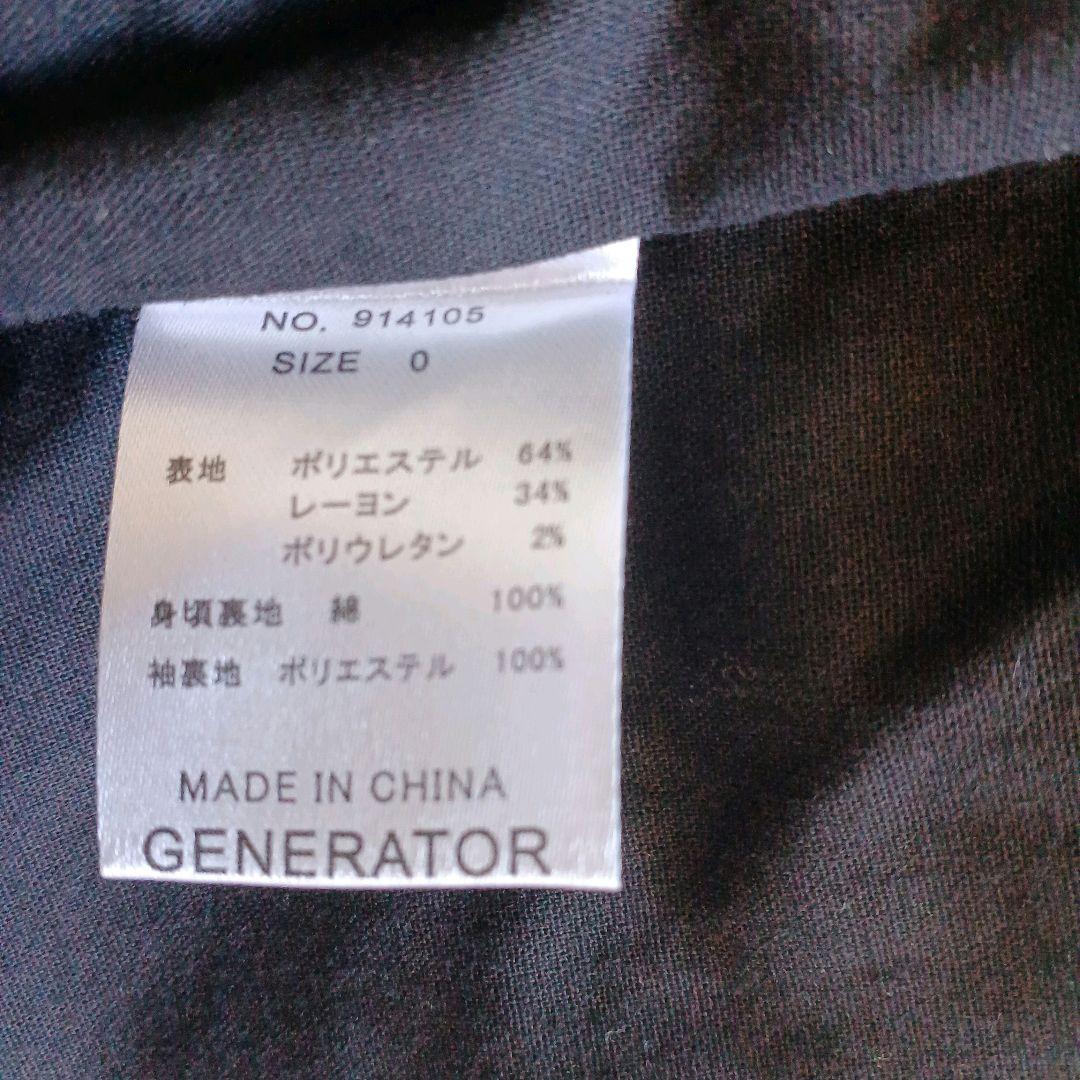 NO. 914105
SIZE 0
表地 ポリエステル 64%
レーヨン 34%
ポリウレタン 2%
身頃裏地 綿 100%
袖裏地 ポリエステル 100%
MADE IN CHINA
GENERATOR